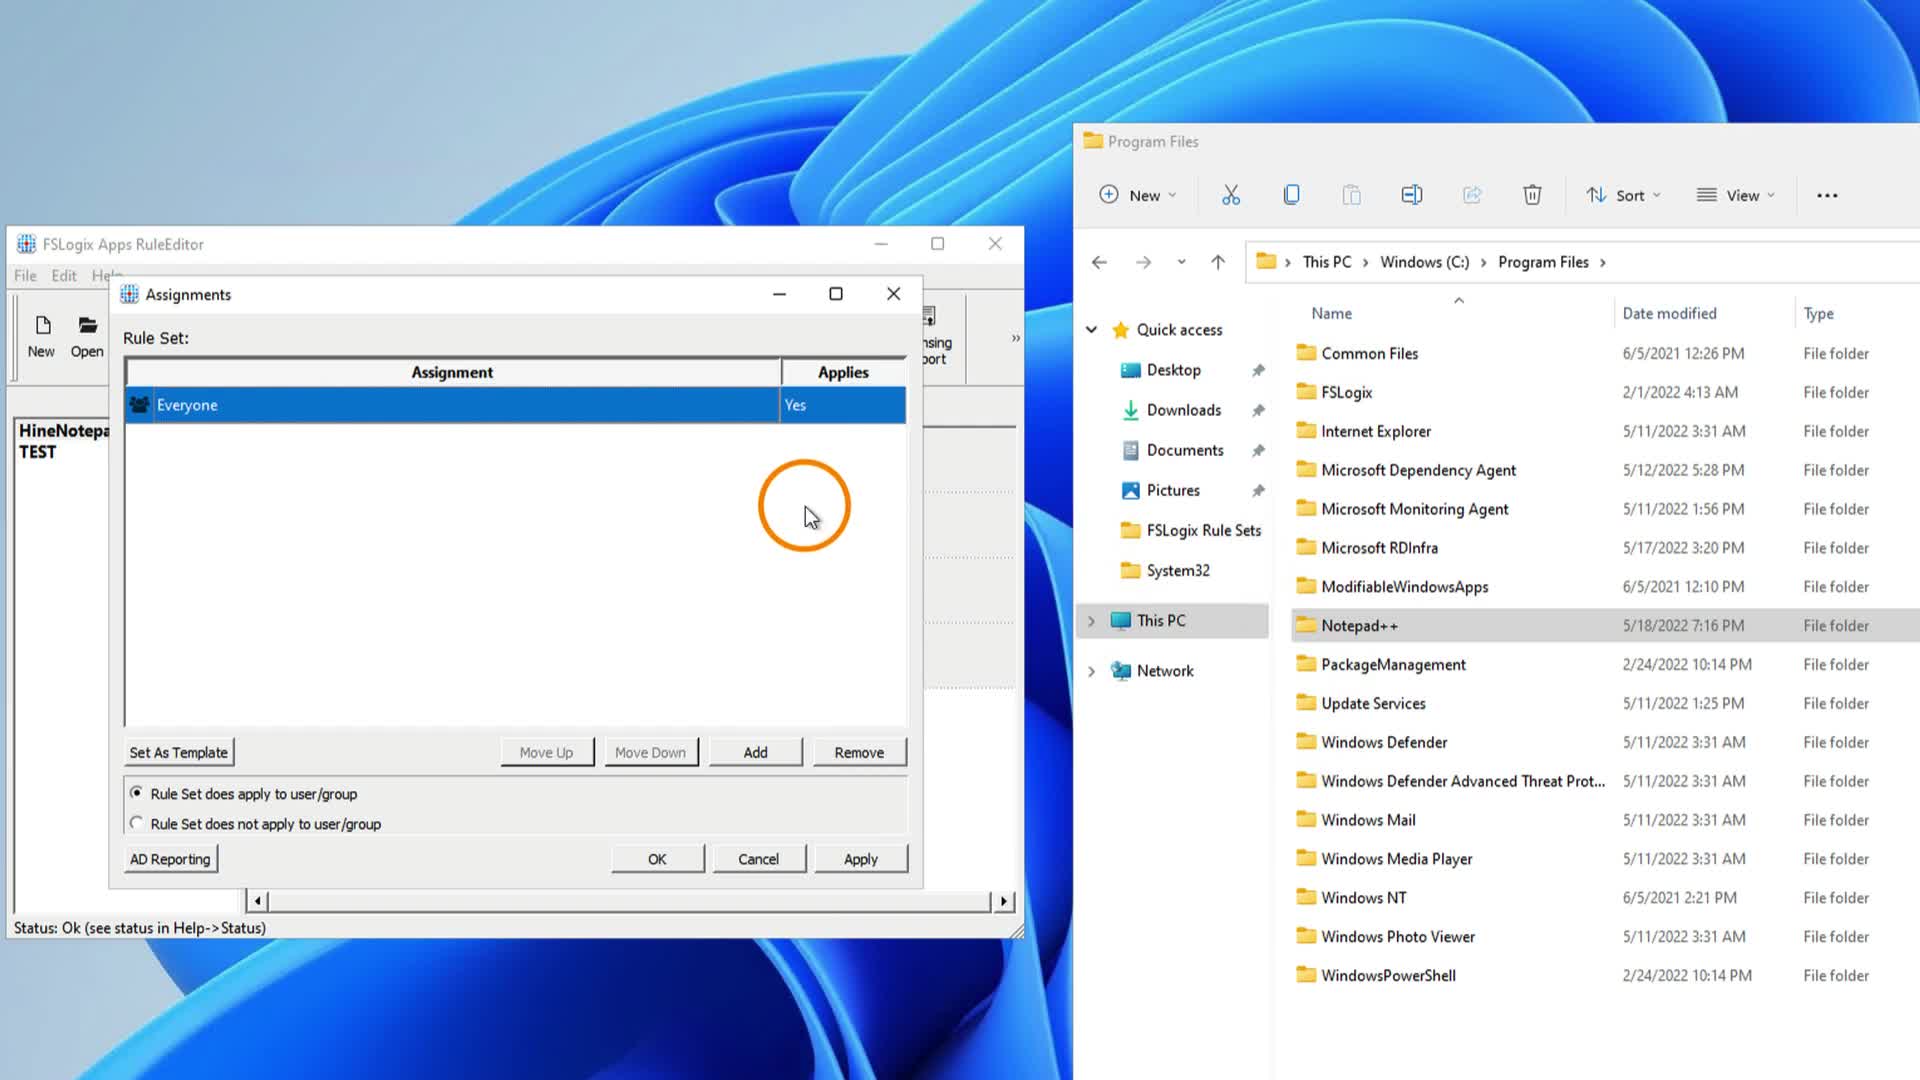 FSLogix Apps RuleEditor
File Edit Help
New Open
Assignments
Rule Set:
Assignment Applies
Everyone Yes
HineNotepa
TEST
nsing
ort
»
Set As Template Move Up Move Down Add Remove
Rule Set does apply to user/group
Rule Set does not apply to user/group
AD Reporting OK Cancel Apply
Status: Ok (see status in Help->Status)
Program Files
New Sort View ...
This PC > Windows (C:) > Program Files >
Quick access
Desktop
Downloads
Documents
Pictures
FSLogix Rule Sets
System32
This PC
Network
Name Date modified Type
Common Files 6/5/2021 12:26 PM File folder
FSLogix 2/1/2022 4:13 AM File folder
Internet Explorer 5/11/2022 3:31 AM File folder
Microsoft Dependency Agent 5/12/2022 5:28 PM File folder
Microsoft Monitoring Agent 5/11/2022 1:56 PM File folder
Microsoft RDInfra 5/17/2022 3:20 PM File folder
ModifiableWindowsApps 6/5/2021 12:10 PM File folder
Notepad++ 5/18/2022 7:16 PM File folder
PackageManagement 2/24/2022 10:14 PM File folder
Update Services 5/11/2022 1:25 PM File folder
Windows Defender 5/11/2022 3:31 AM File folder
Windows Defender Advanced Threat Prot... 5/11/2022 3:31 AM File folder
Windows Mail 5/11/2022 3:31 AM File folder
Windows Media Player 5/11/2022 3:31 AM File folder
Windows NT 6/5/2021 2:21 PM File folder
Windows Photo Viewer 5/11/2022 3:31 AM File folder
WindowsPowerShell 2/24/2022 10:14 PM File folder